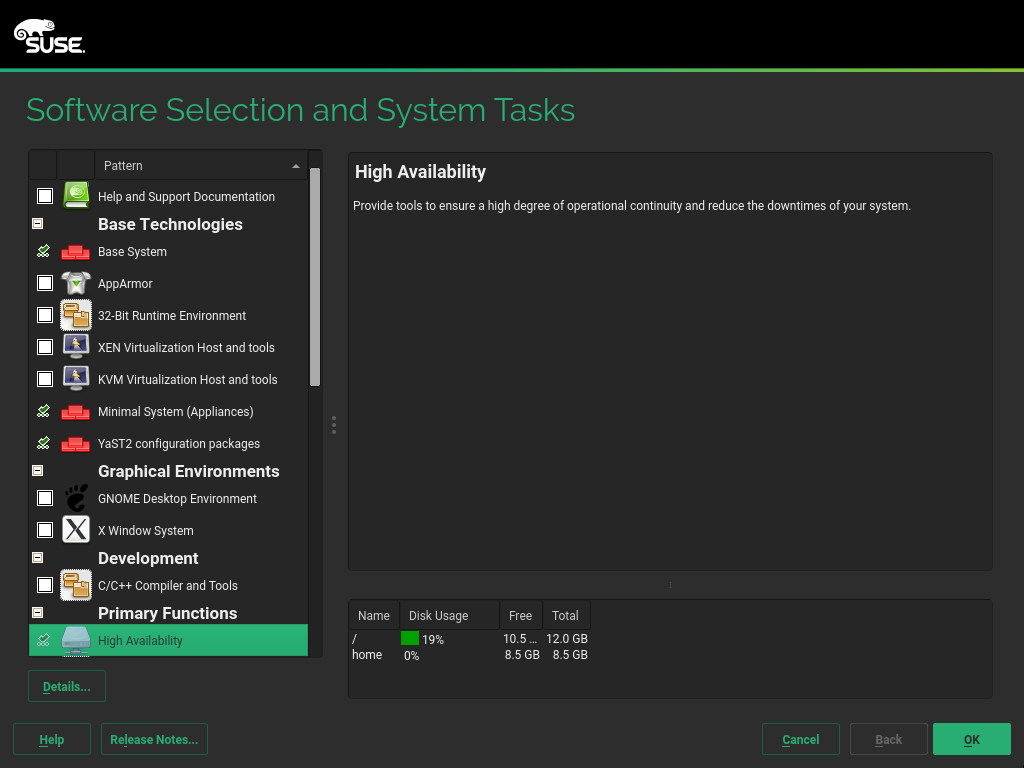 SUSE
Software Selection and System Tasks
Pattern
Help and Support Documentation
Base Technologies
Base System
AppArmor
32-Bit Runtime Environment
XEN Virtualization Host and tools
KVM Virtualization Host and tools
Minimal System (Appliances)
YaST2 configuration packages
Graphical Environments
GNOME Desktop Environment
X Window System
Development
C/C++ Compiler and Tools
Primary Functions
High Availability
Details...
High Availability
Provide tools to ensure a high degree of operational continuity and reduce the downtimes of your system.
Name Disk Usage Free Total
/ 19% 10.5 ... 12.0 GB
home 0% 8.5 GB 8.5 GB
Help Release Notes... Cancel Back OK